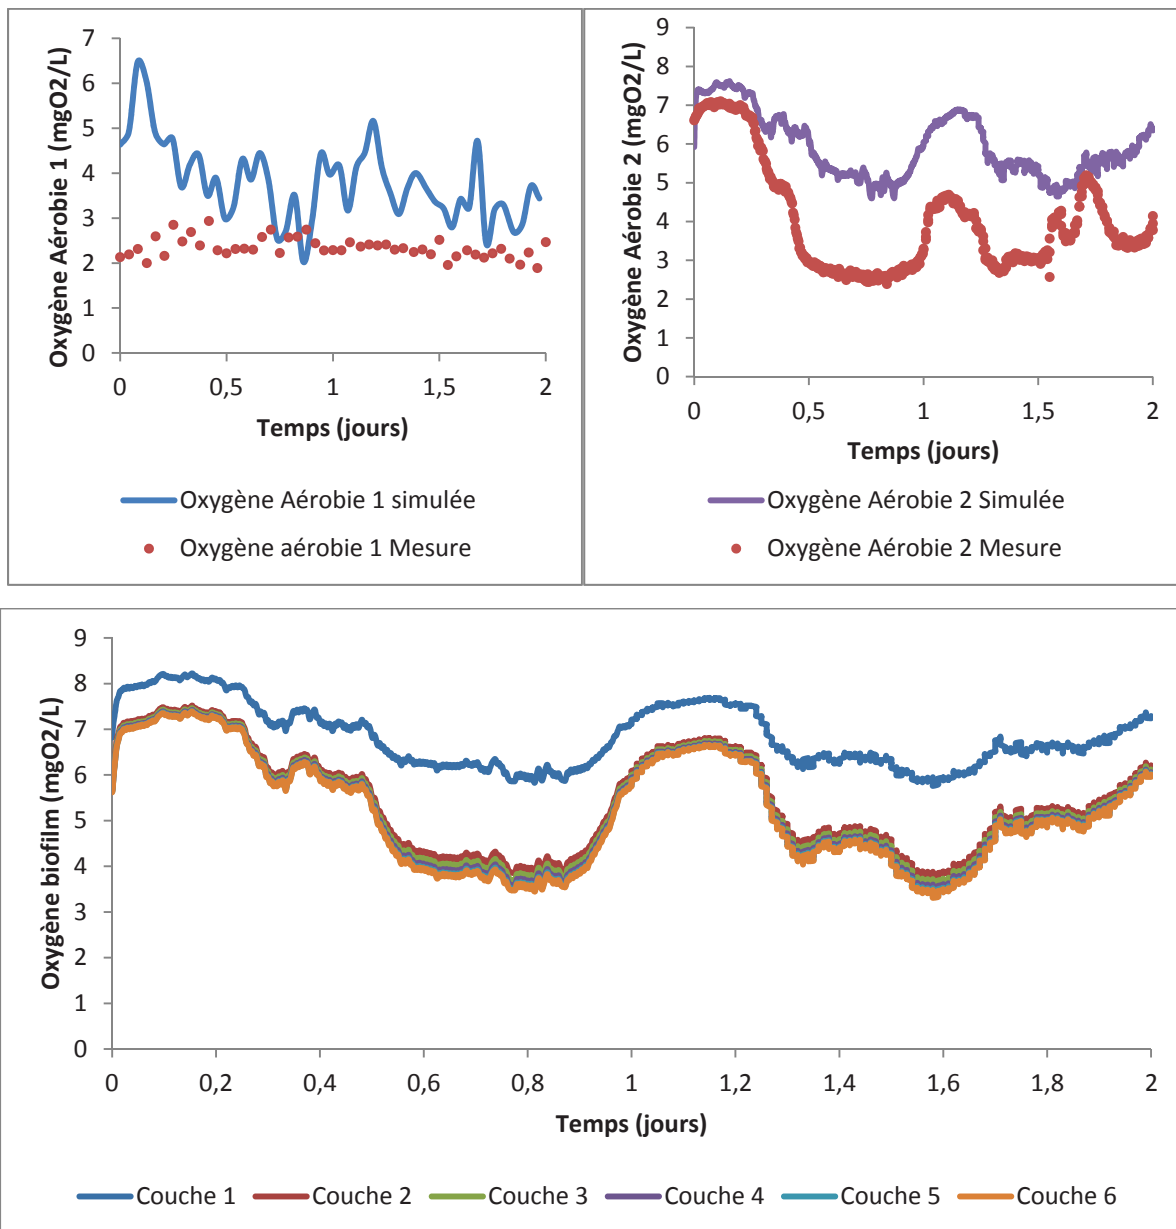 Oxygène Aérobie 1 (mgO2/L)
7
6
5
4
3
2
1
0
0 0,5 1 1,5 2
Temps (jours)
Oxygène Aérobie 1 simulée
Oxygène aérobie 1 Mesure
Oxygène Aérobie 2 (mgO2/L)
9
8
7
6
5
4
3
2
1
0
0 0,5 1 1,5 2
Temps (jours)
Oxygène Aérobie 2 Simulée
Oxygène Aérobie 2 Mesure
Oxygène biofilm (mgO2/L)
9
8
7
6
5
4
3
2
1
0
0 0,2 0,4 0,6 0,8 1 1,2 1,4 1,6 1,8 2
Temps (jours)
Couche 1 Couche 2 Couche 3 Couche 4 Couche 5 Couche 6